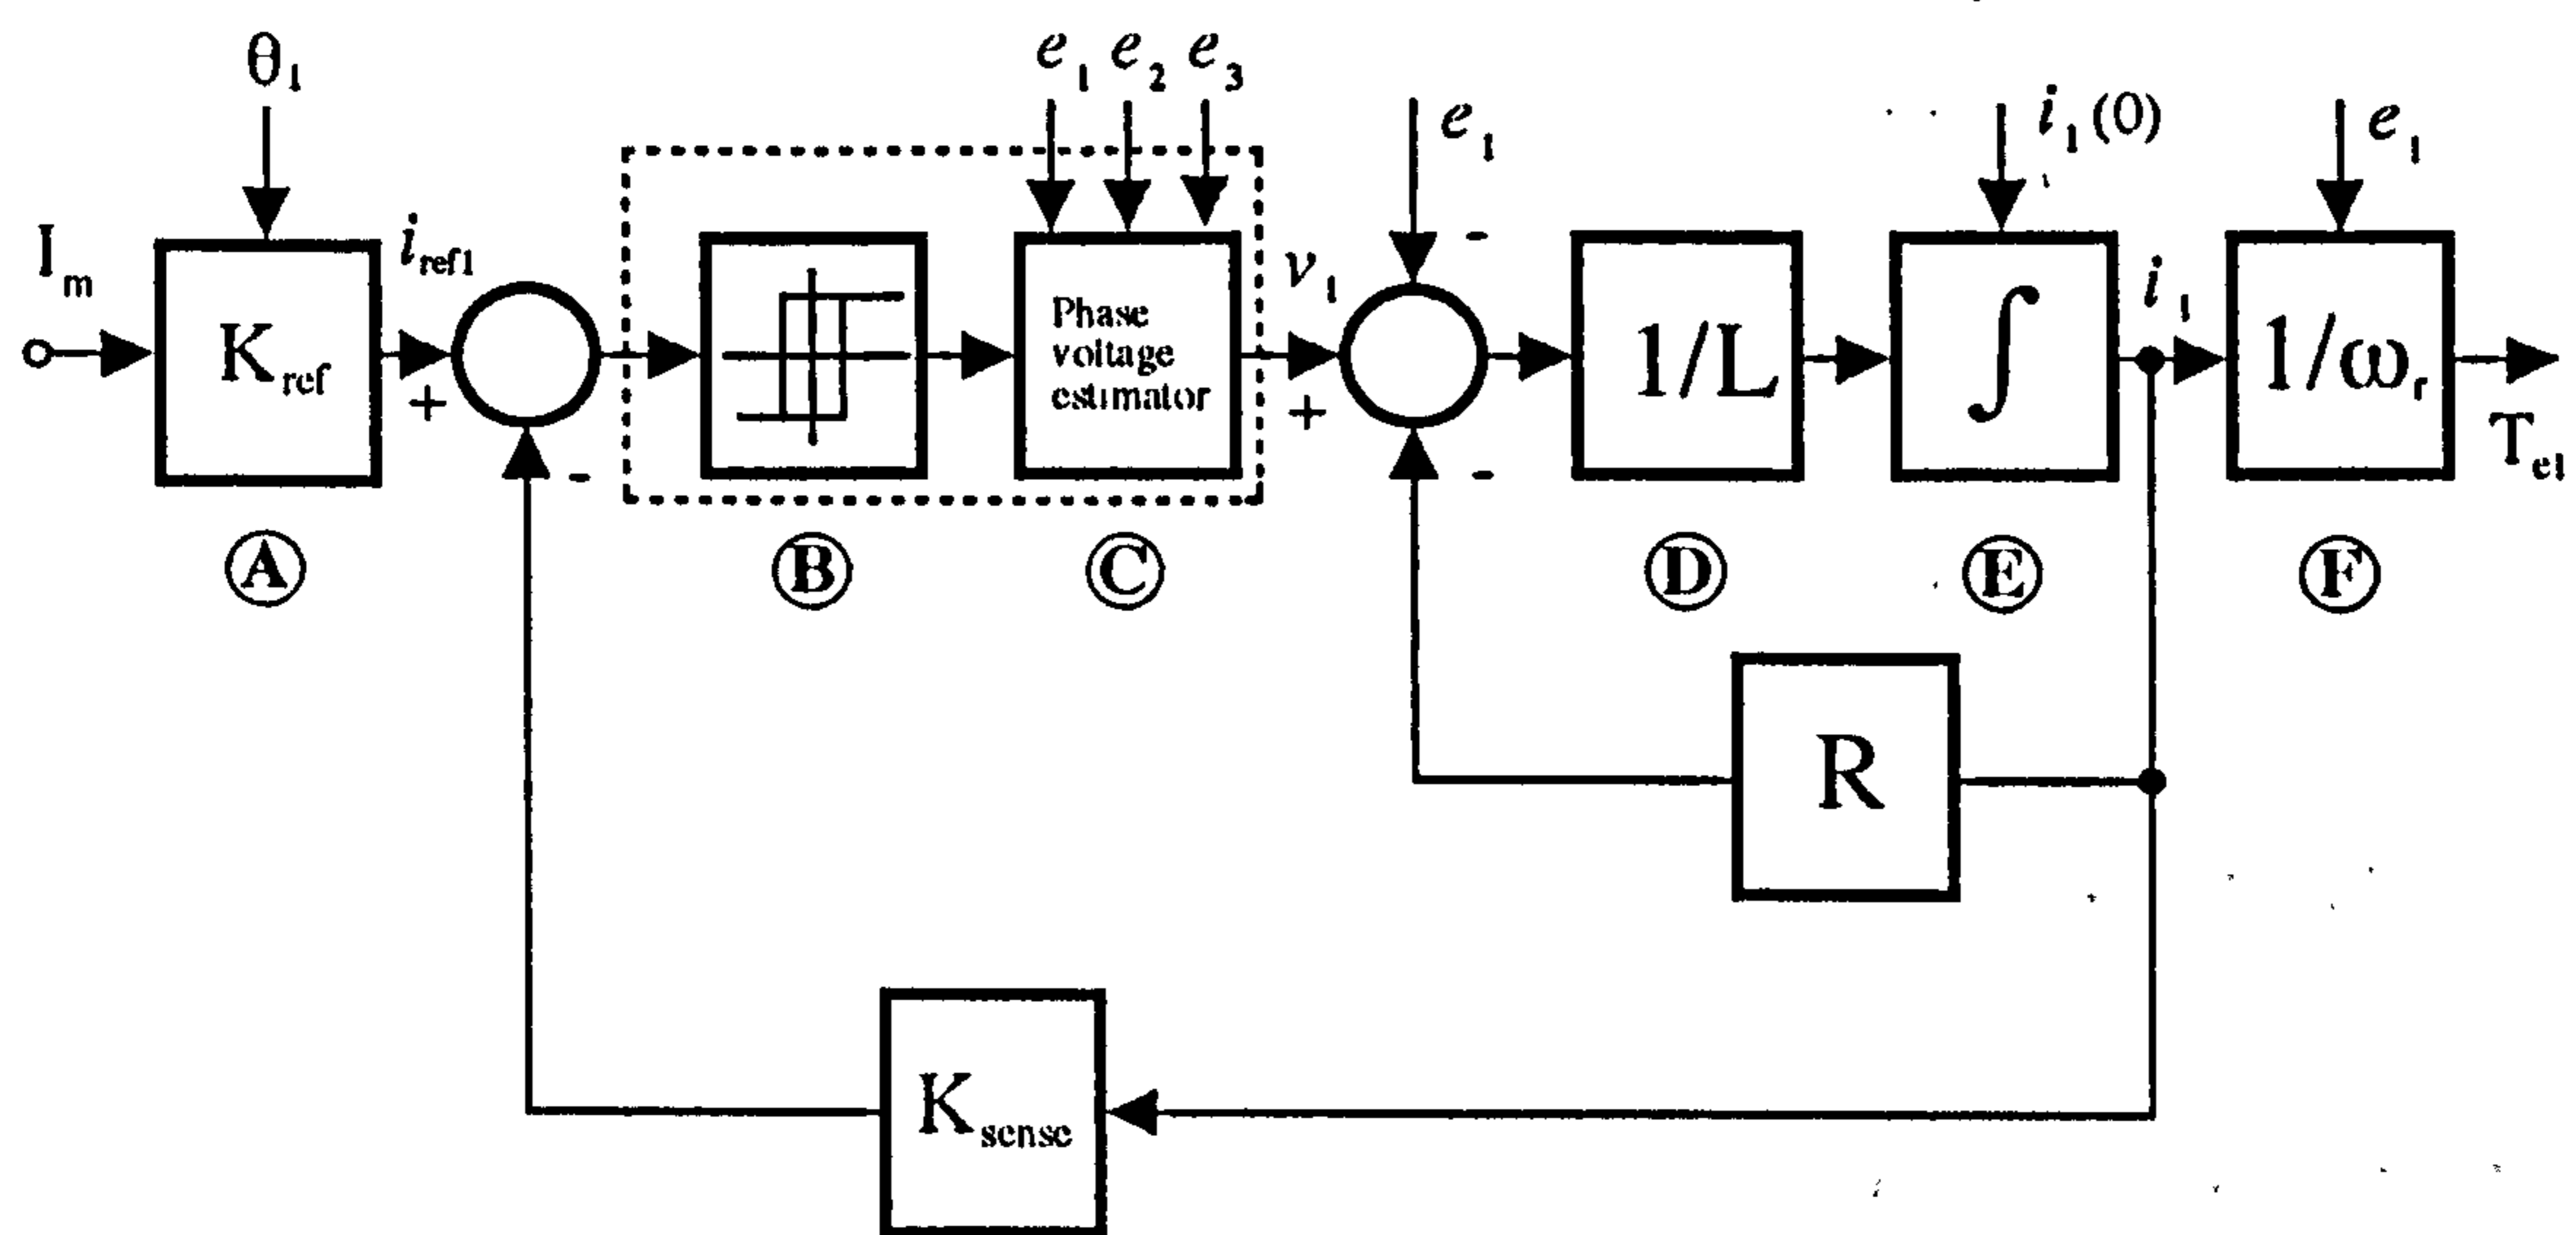 θ1
e1 e2 e3
e1
i1(0)
e1
Im
Kref
iref1
+
-
Phase
voltage
estimator
v1
+
-
-
1/L
∫
i1
1/ωr
Te1
A
B
C
D
E
F
R
Ksense